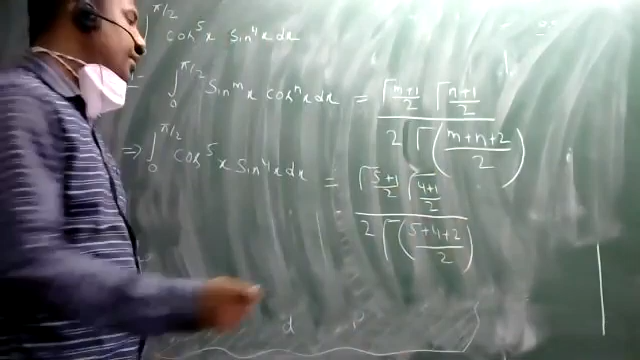 ∫ π/2 cos⁵x sin⁴x dx
= ∫₀^π/2 sinᵐx cosⁿx dx = Γ(m+1)/2 Γ(n+1)/2 / 2 Γ((m+n+2)/2)
⇒ ∫₀^π/2 cos⁵x sin⁴x dx = Γ(5+1)/2 Γ(4+1)/2 / 2 Γ((5+4+2)/2)